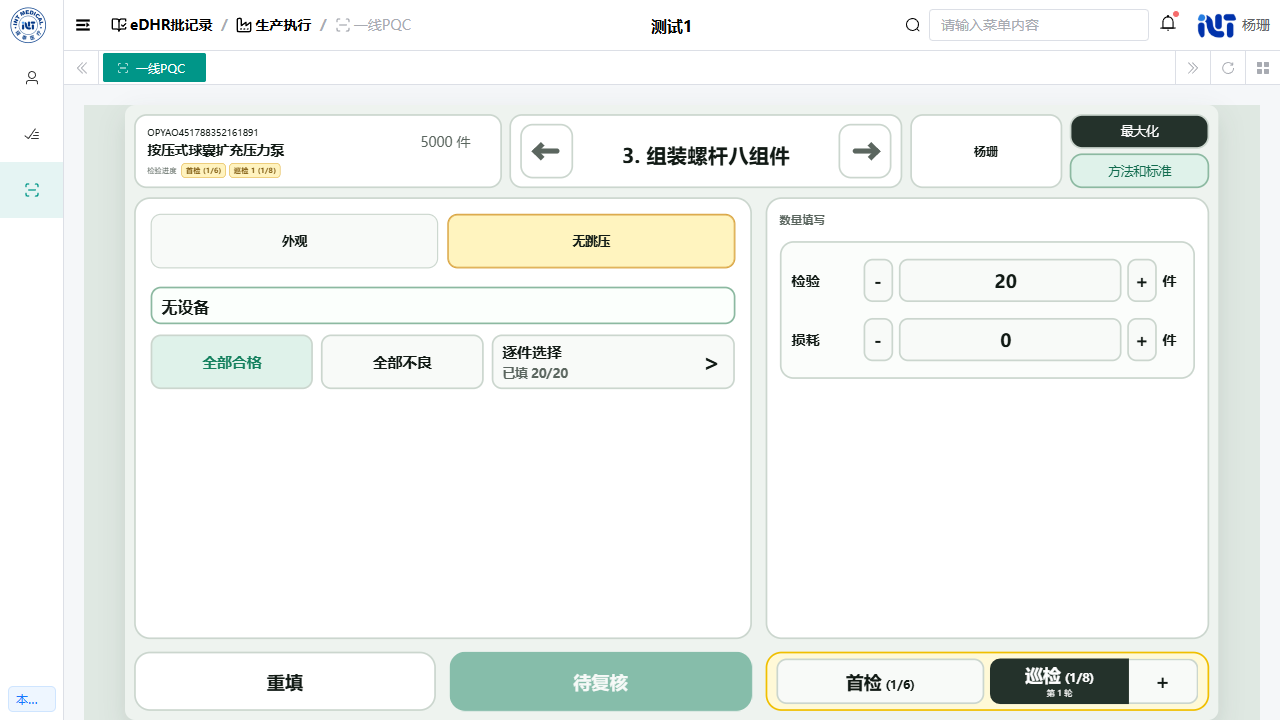 eDHR批记录 / 生产执行 / 一线PQC
测试1
请输入菜单内容
杨珊
一线PQC
OPYAO451788352161891
按压式球囊扩充压力泵
5000 件
检验进度 首检 (1/6) 巡检 1 (1/8)
3. 组装螺杆八组件
杨珊
最大化
方法和标准
外观
无跳压
无设备
全部合格
全部不良
逐件选择
已填 20/20
>
数量填写
检验 - 20 + 件
损耗 - 0 + 件
重填
待复核
首检 (1/6)
巡检 (1/8)
第 1 轮
+
本...